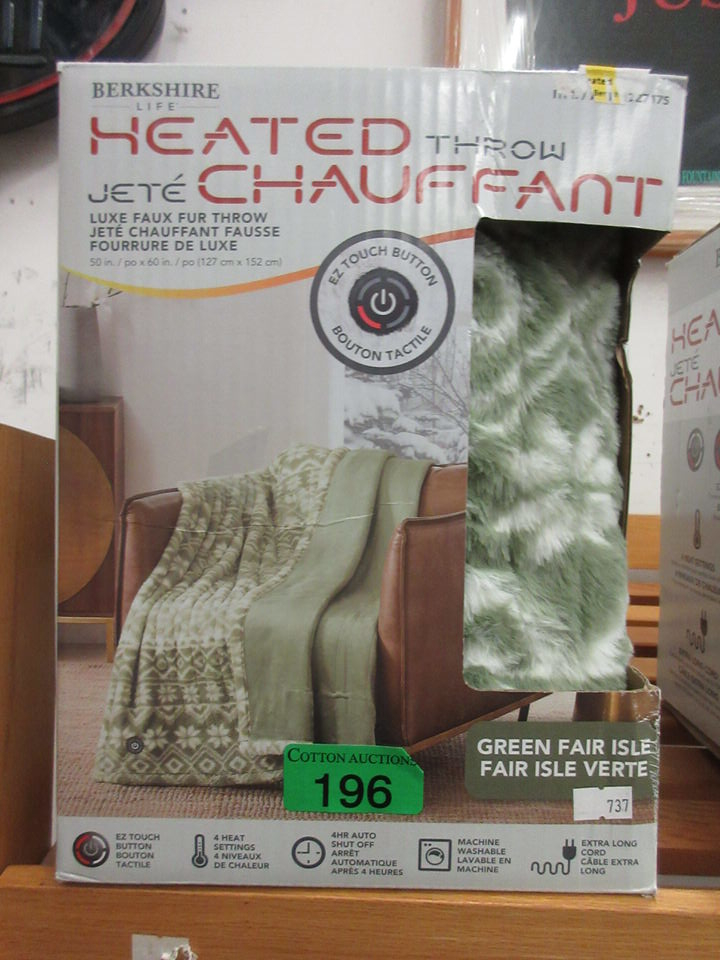 BERKSHIRE
LIFE
HEATED THROW
JETÉ CHAUFFANT
LUXE FAUX FUR THROW
JETÉ CHAUFFANT FAUSSE
FOURRURE DE LUXE
50 in. / po x 60 in. / po (127 cm x 152 cm)
EZ TOUCH BUTTON
BOUTON TACTILE
GREEN FAIR ISLE
FAIR ISLE VERTE
737
COTTON AUCTIONS
196
EZ TOUCH
BUTTON
BOUTON
TACTILE
4 HEAT
SETTINGS
4 NIVEAUX
DE CHALEUR
4HR AUTO
SHUT OFF
ARRÊT
AUTOMATIQUE
APRÈS 4 HEURES
MACHINE
WASHABLE
LAVABLE EN
MACHINE
EXTRA LONG
CORD
CÂBLE EXTRA
LONG
HEA
JETÉ
CHA